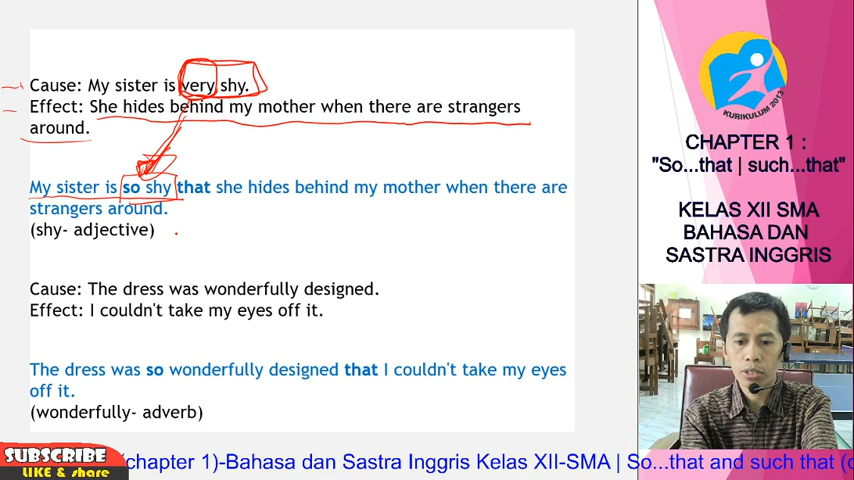 Cause: My sister is very shy.
Effect: She hides behind my mother when there are strangers
around.
My sister is so shy that she hides behind my mother when there are
strangers around.
(shy- adjective)
Cause: The dress was wonderfully designed.
Effect: I couldn't take my eyes off it.
The dress was so wonderfully designed that I couldn't take my eyes
off it.
(wonderfully- adverb)
KURIKULUM 2013
CHAPTER 1 :
"So...that | such...that"
KELAS XII SMA
BAHASA DAN
SASTRA INGGRIS
SUBSCRIBE
LIKE & share
(chapter 1)-Bahasa dan Sastra Inggris Kelas XII-SMA | So...that and such that (